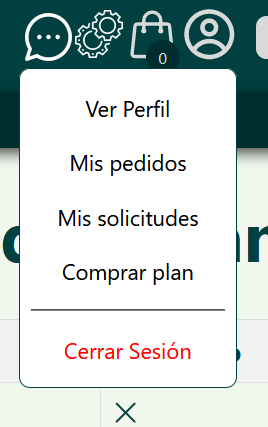 0
Ver Perfil
Mis pedidos
Mis solicitudes
Comprar plan
Cerrar Sesión